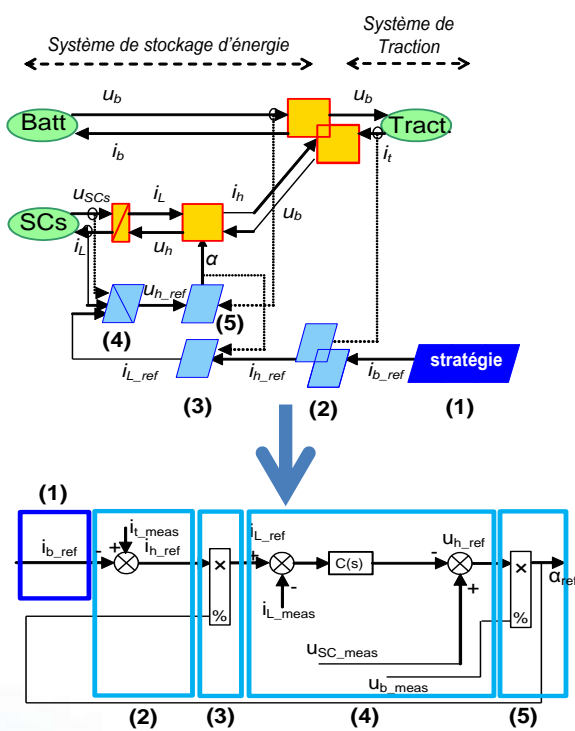 Système de stockage d'énergie
Système de
Traction
u_b
u_b
Batt
Tract.
i_b
i_t
u_SCs
i_L
i_h
u_b
SCs
i_L
u_h
α
u_h_ref
(4)
(5)
stratégie
i_L_ref
i_h_ref
i_b_ref
(3)
(2)
(1)
(1)
i_t_meas
i_L_ref
i_b_ref
-
+
i_h_ref
×
+
C(s)
-
u_h_ref
×
α_ref
-
+
i_L_meas
%
%
u_SC_meas
u_b_meas
(2)
(3)
(4)
(5)